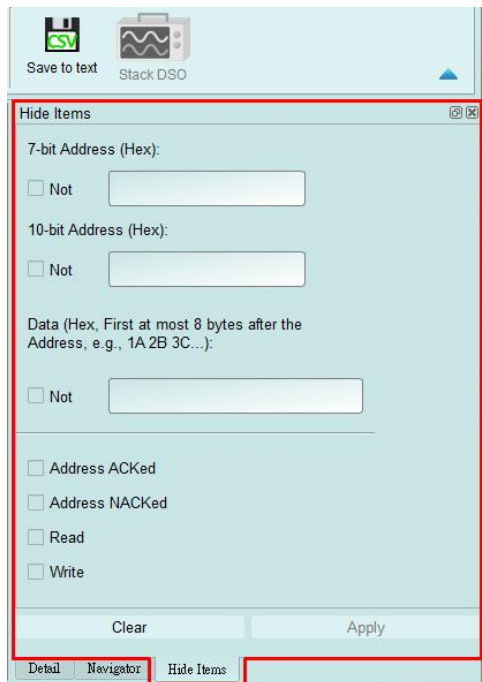 CSV
Save to text
Stack DSO
Hide Items
7-bit Address (Hex):
Not
10-bit Address (Hex):
Not
Data (Hex, First at most 8 bytes after the
Address, e.g., 1A 2B 3C...):
Not
Address ACKed
Address NACKed
Read
Write
Clear Apply
Detail Navigator Hide Items